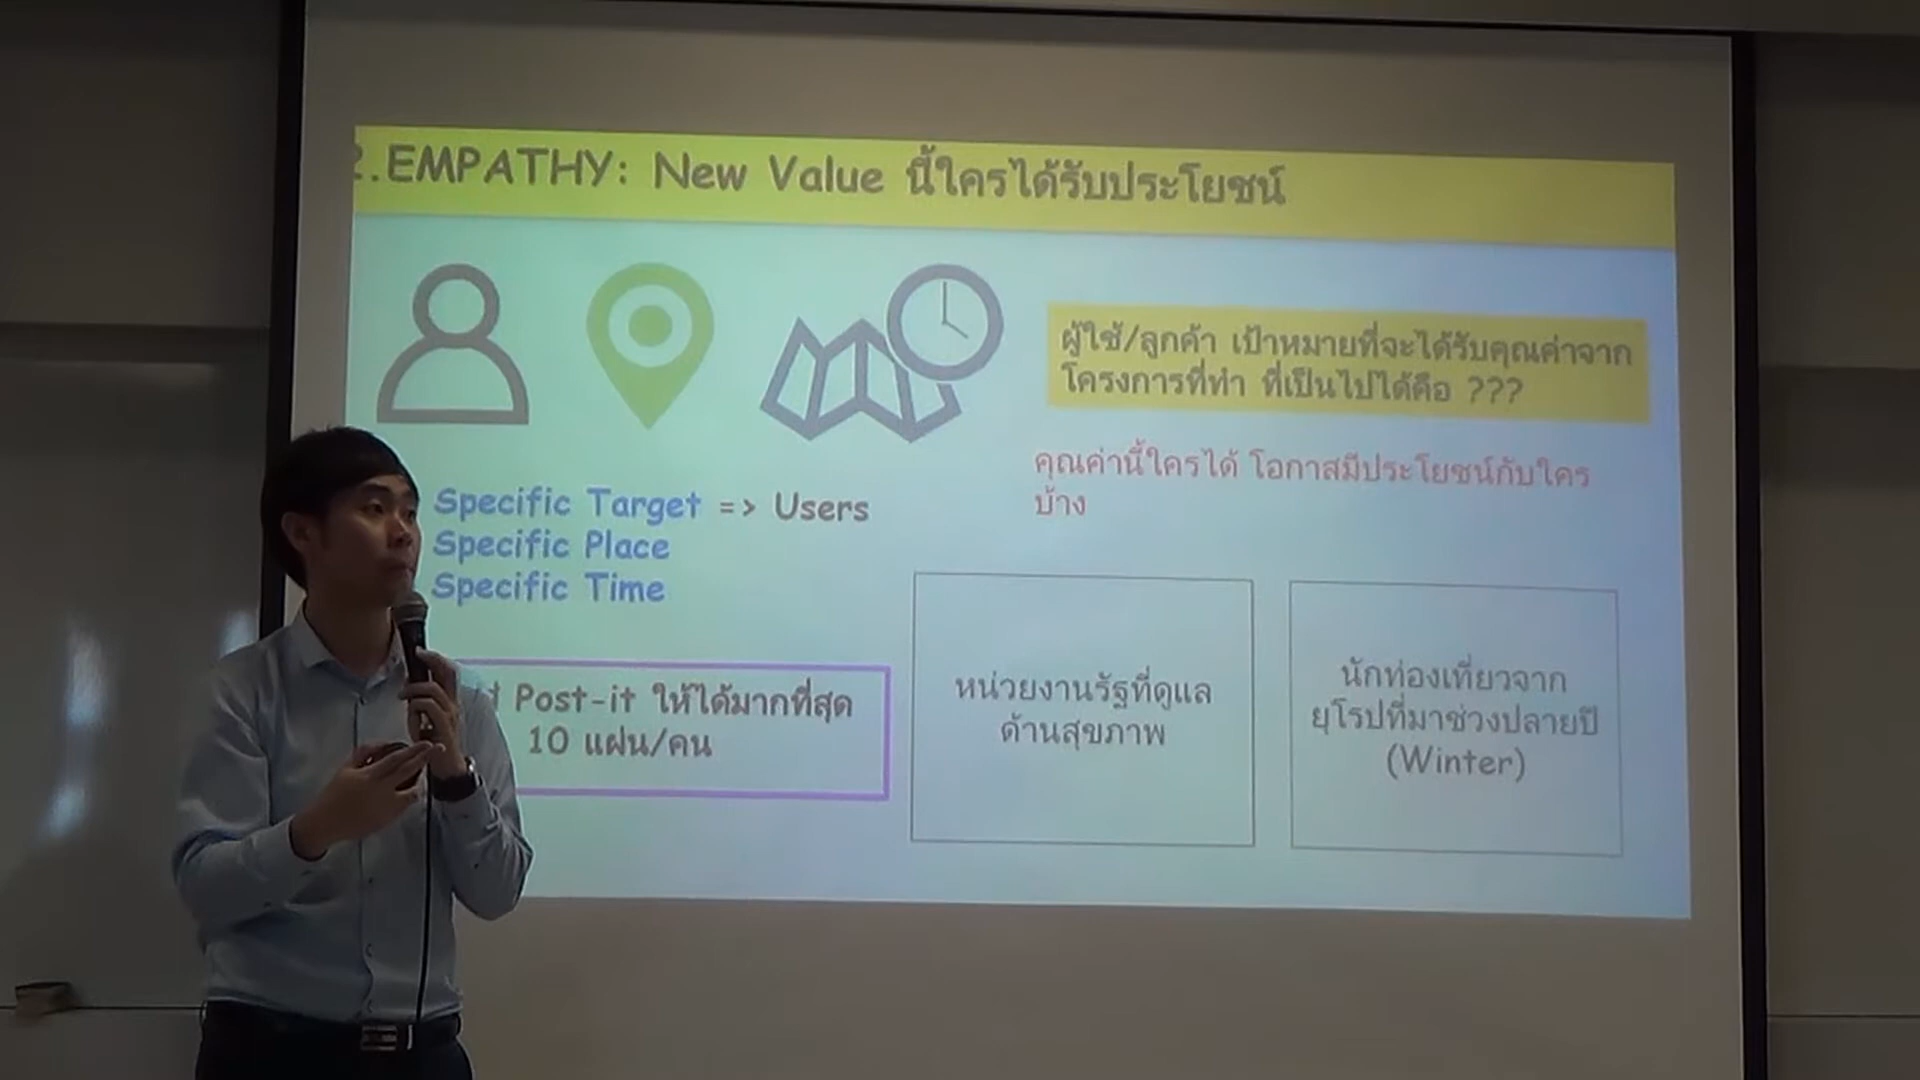 2.EMPATHY: New Value นี้ใครได้รับประโยชน์
ผู้ใช้/ลูกค้า เป้าหมายที่จะได้รับคุณค่าจาก
โครงการที่ทำ ที่เป็นไปได้คือ ???
คุณค่านี้ใครได้ โอกาสมีประโยชน์กับใคร
บ้าง
Specific Target => Users
Specific Place
Specific Time
Post-it ให้ได้มากที่สุด
10 แผ่น/คน
หน่วยงานรัฐที่ดูแล
ด้านสุขภาพ
นักท่องเที่ยวจาก
ยุโรปที่มาช่วงปลายปี
(Winter)